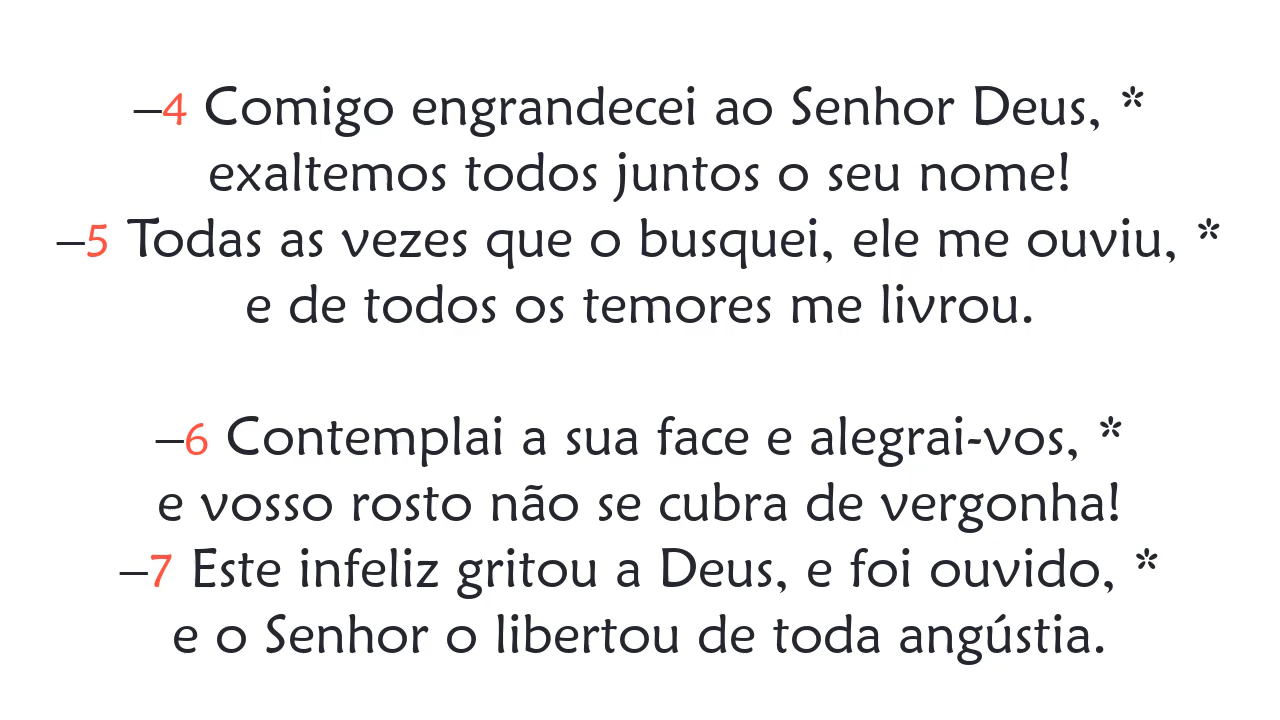 –4 Comigo engrandecei ao Senhor Deus, *
exaltemos todos juntos o seu nome!
–5 Todas as vezes que o busquei, ele me ouviu, *
e de todos os temores me livrou.
–6 Contemplai a sua face e alegrai-vos, *
e vosso rosto não se cubra de vergonha!
–7 Este infeliz gritou a Deus, e foi ouvido, *
e o Senhor o libertou de toda angústia.